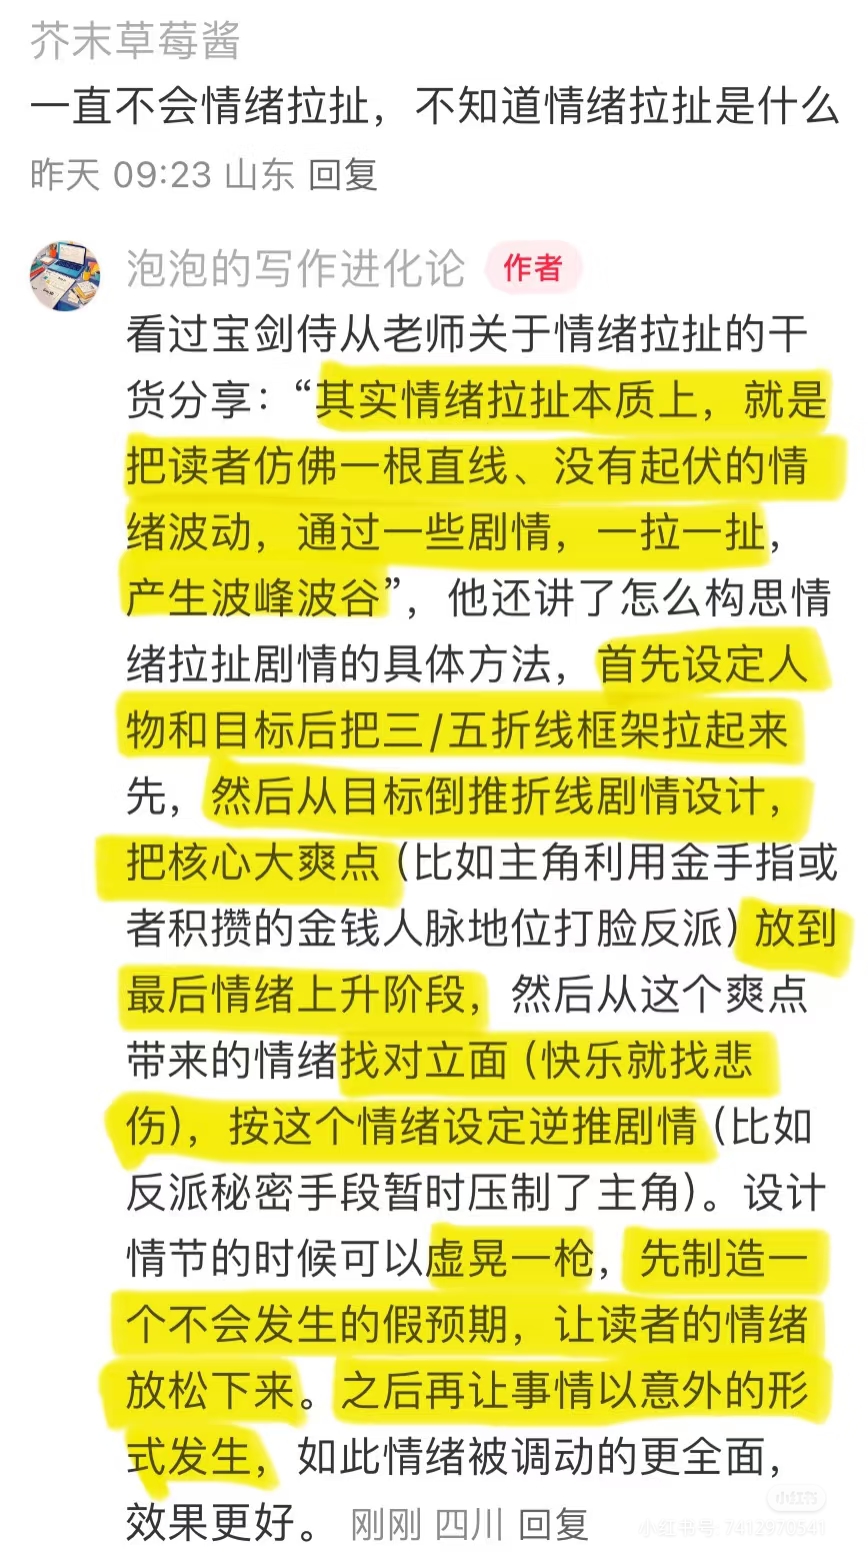 芥末草莓酱
一直不会情绪拉扯，不知道情绪拉扯是什么
昨天 09:23 山东 回复
泡泡的写作进化论 作者
看过宝剑侍从老师关于情绪拉扯的干
货分享：“其实情绪拉扯本质上，就是
把读者仿佛一根直线、没有起伏的情
绪波动，通过一些剧情，一拉一扯，
产生波峰波谷”，他还讲了怎么构思情
绪拉扯剧情的具体方法，首先设定人
物和目标后把三/五折线框架拉起来
先，然后从目标倒推折线剧情设计，
把核心大爽点（比如主角利用金手指或
者积攒的金钱人脉地位打脸反派）放到
最后情绪上升阶段，然后从这个爽点
带来的情绪找对立面（快乐就找悲
伤），按这个情绪设定逆推剧情（比如
反派秘密手段暂时压制了主角）。设计
情节的时候可以虚晃一枪，先制造一
个不会发生的假预期，让读者的情绪
放松下来。之后再让事情以意外的形
式发生，如此情绪被调动的更全面，
效果更好。 刚刚 四川 回复
小红书
小红书号: 7412970541